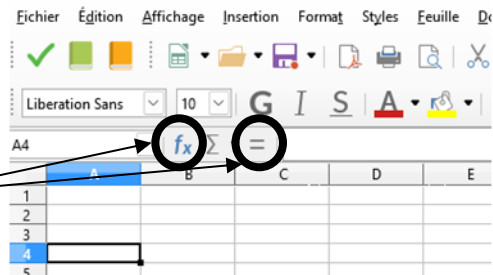 Fichier Édition Affichage Insertion Format Styles Feuille
Liberation Sans 10 G I S A
A4 fx Σ =
A B C D E
1
2
3
4
5